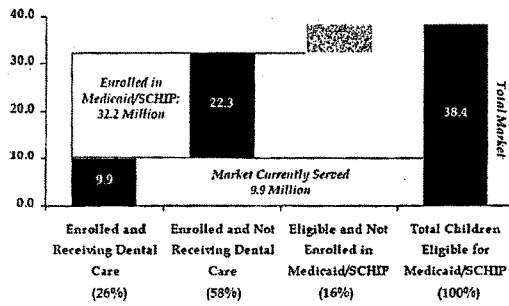 40.0
30.0
20.0
10.0
0.0
Enrolled in
Medicaid/SCHIP:
32.2 Million
22.3
38.4
Total Market
9.9
Market Currently Served
9.9 Million
Enrolled and
Receiving Dental
Care
(26%)
Enrolled and Not
Receiving Dental
Care
(58%)
Eligible and Not
Enrolled in
Medicaid/SCHIP
(16%)
Total Children
Eligible for
Medicaid/SCHIP
(100%)